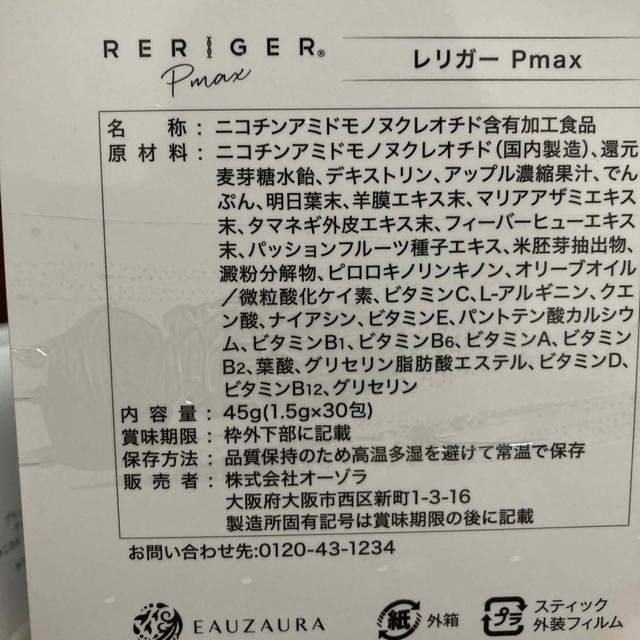 RERIGER®
Pmax
レリガー Pmax
名 称 : ニコチンアミドモノヌクレオチド含有加工食品
原 材 料 : ニコチンアミドモノヌクレオチド(国内製造)、還元
麦芽糖水飴、デキストリン、アップル濃縮果汁、でん
ぷん、明日葉末、羊膜エキス末、マリアアザミエキス
末、タマネギ外皮エキス末、フィーバーヒューエキス
末、パッションフルーツ種子エキス、米胚芽抽出物、
澱粉分解物、ピロロキノリンキノン、オリーブオイル
／微粒酸化ケイ素、ビタミンC、L-アルギニン、クエ
ン酸、ナイアシン、ビタミンE、パントテン酸カルシウ
ム、ビタミンB1、ビタミンB6、ビタミンA、ビタミン
B2、葉酸、グリセリン脂肪酸エステル、ビタミンD、
ビタミンB12、グリセリン
内 容 量 : 45g(1.5g×30包)
賞味期限 : 枠外下部に記載
保存方法 : 品質保持のため高温多湿を避けて常温で保存
販 売 者 : 株式会社オーゾラ
大阪府大阪市西区新町1-3-16
製造所固有記号は賞味期限の後に記載
お問い合わせ先:0120-43-1234
EAUZAURA
紙 外箱
プラ スティック
外装フィルム